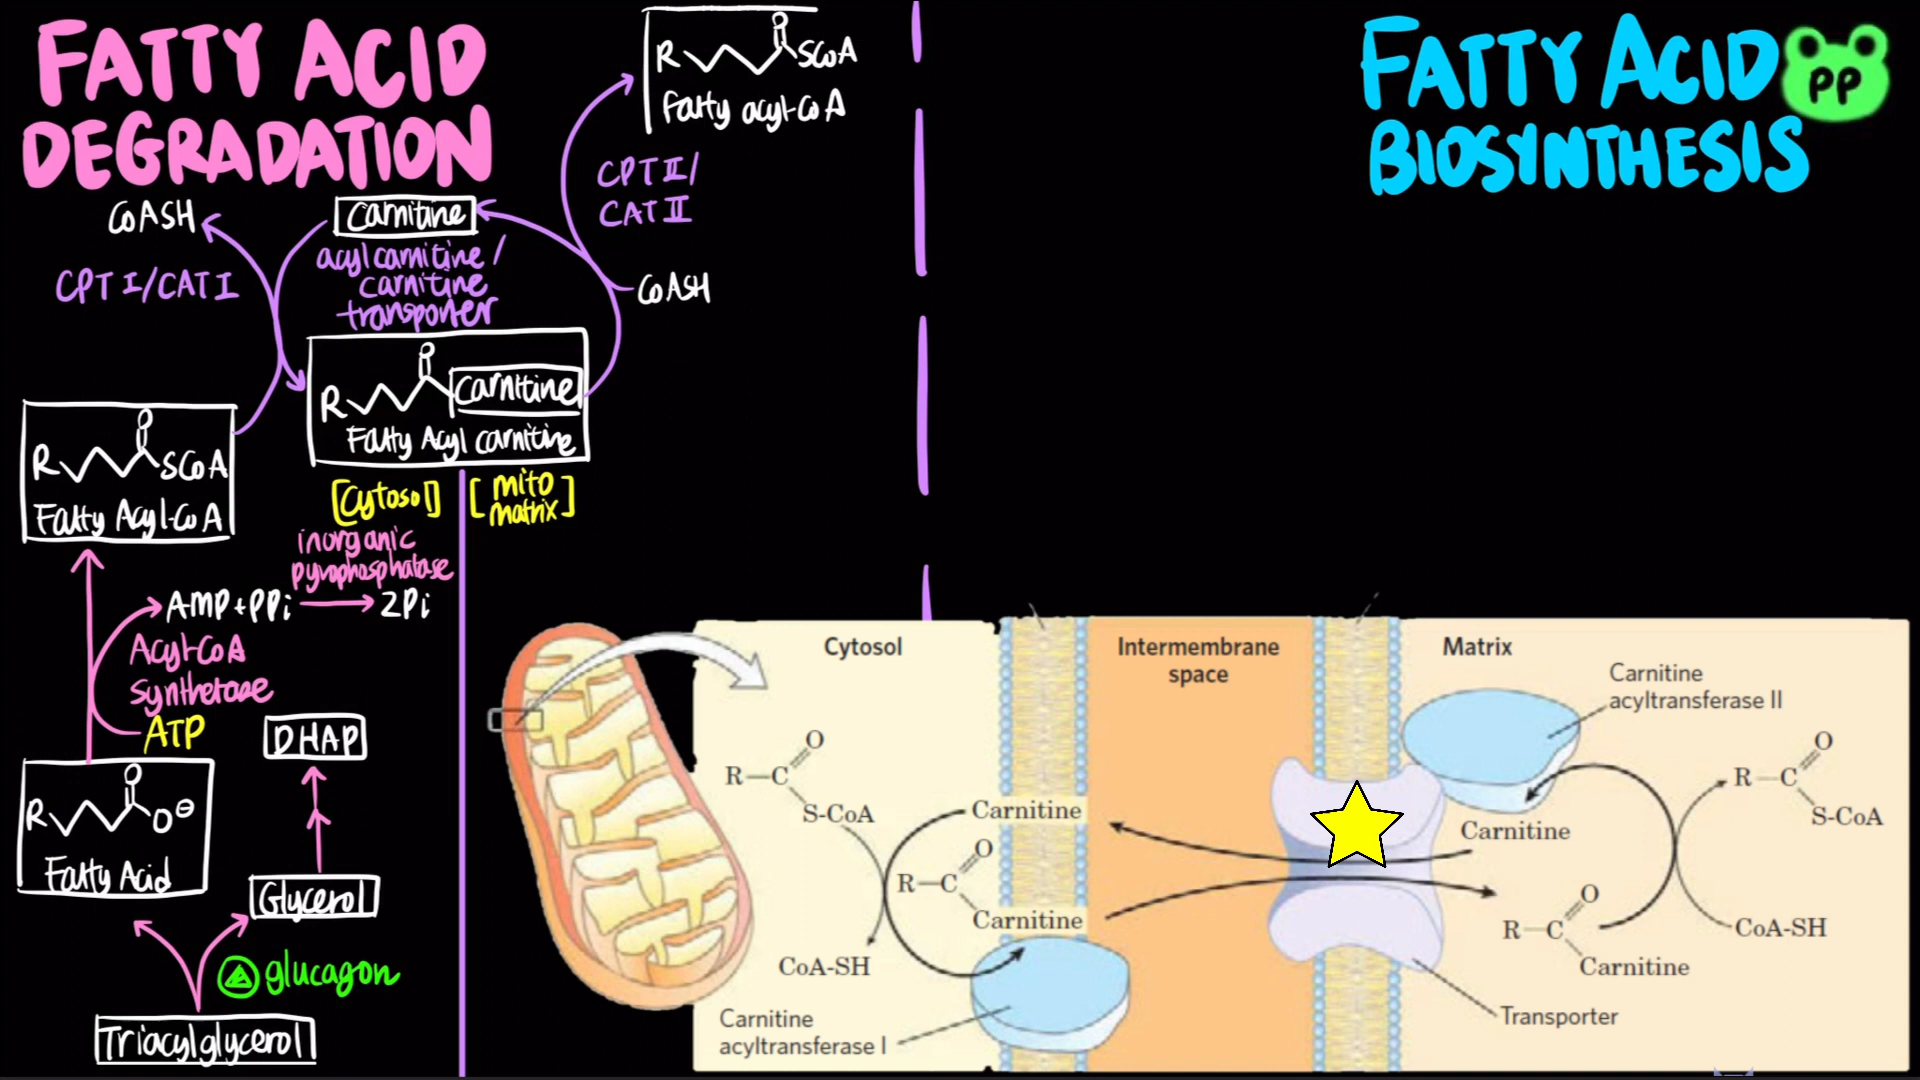 FATTY ACID
DEGRADATION
R
O
SCoA
Fatty acyl-CoA
CPT II/
CAT II
CoASH
Carnitine
CPT I/CAT I
acylcarnitine/
carnitine
transporter
CoASH
R
O
Carnitine
Fatty Acyl carnitine
R
O
SCoA
Fatty Acyl-CoA
[Cytosol]
[mito
matrix]
inorganic
pyrophosphatase
AMP+PPi
2Pi
Acyl-CoA
Synthetase
ATP
DHAP
R
O
O⊖
Fatty Acid
Glycerol
glucagon
Triacylglycerol
FATTY ACID
BIOSYNTHESIS
PP
Cytosol
Intermembrane
space
Matrix
Carnitine
acyltransferase II
R—C
O
S-CoA
Carnitine
R—C
O
Carnitine
CoA-SH
Carnitine
acyltransferase I
Carnitine
R—C
O
Carnitine
R—C
O
S-CoA
CoA-SH
Transporter